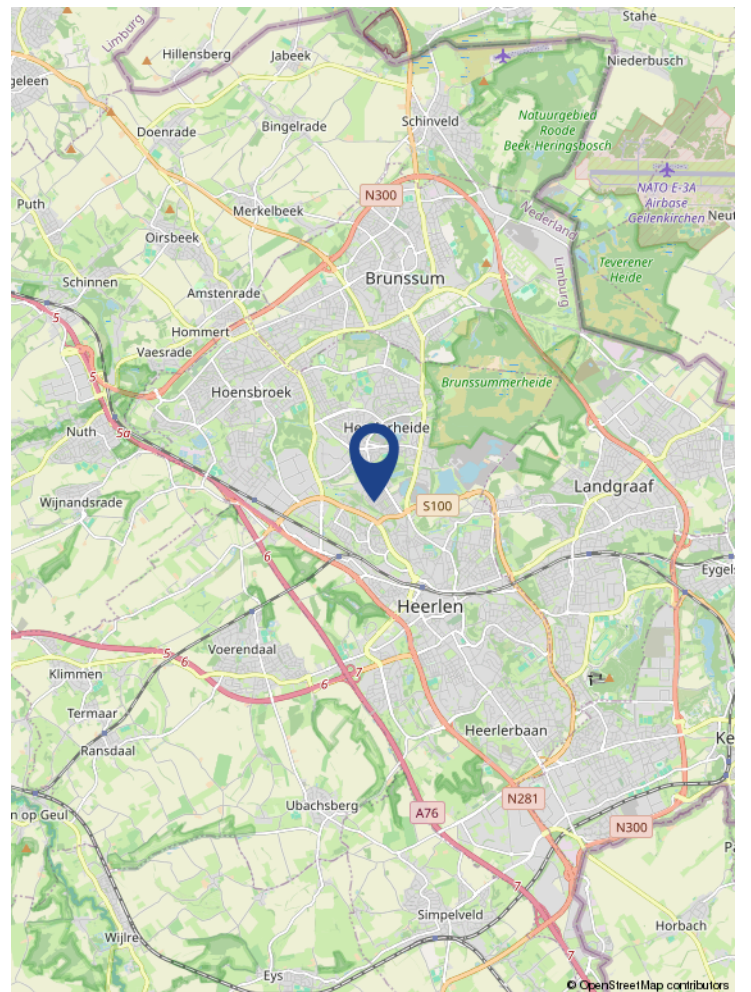 Stahe
Limburg
Hillensberg
Jabeek
Niederbusch
geleen
Doenrade
Bingelrade
Schinveld
Natuurgebied
Roode
Beek-Heringsbosch
NATO E-3A
Airbase
Geilenkirchen
Neut
Puth
N300
Merkelbeek
Nederland
Limburg
Oirsbeek
Teverener
Heide
Schinnen
Brunssum
Amstenrade
5
Hommert
Vaesrade
5
Hoensbroek
Brunssummerheide
Nuth
5a
Wijnandsrade
Landgraaf
S100
6
Eygels
Heerlen
Voerendaal
5
6
7
6
Klimmen
Termaar
Ransdaal
Heerlerbaan
Ke
Ubachsberg
N281
A76
N300
n op Geul
Pa
7
Simpelveld
Horbach
Wijlre
7
Eys
© OpenStreetMap contributors